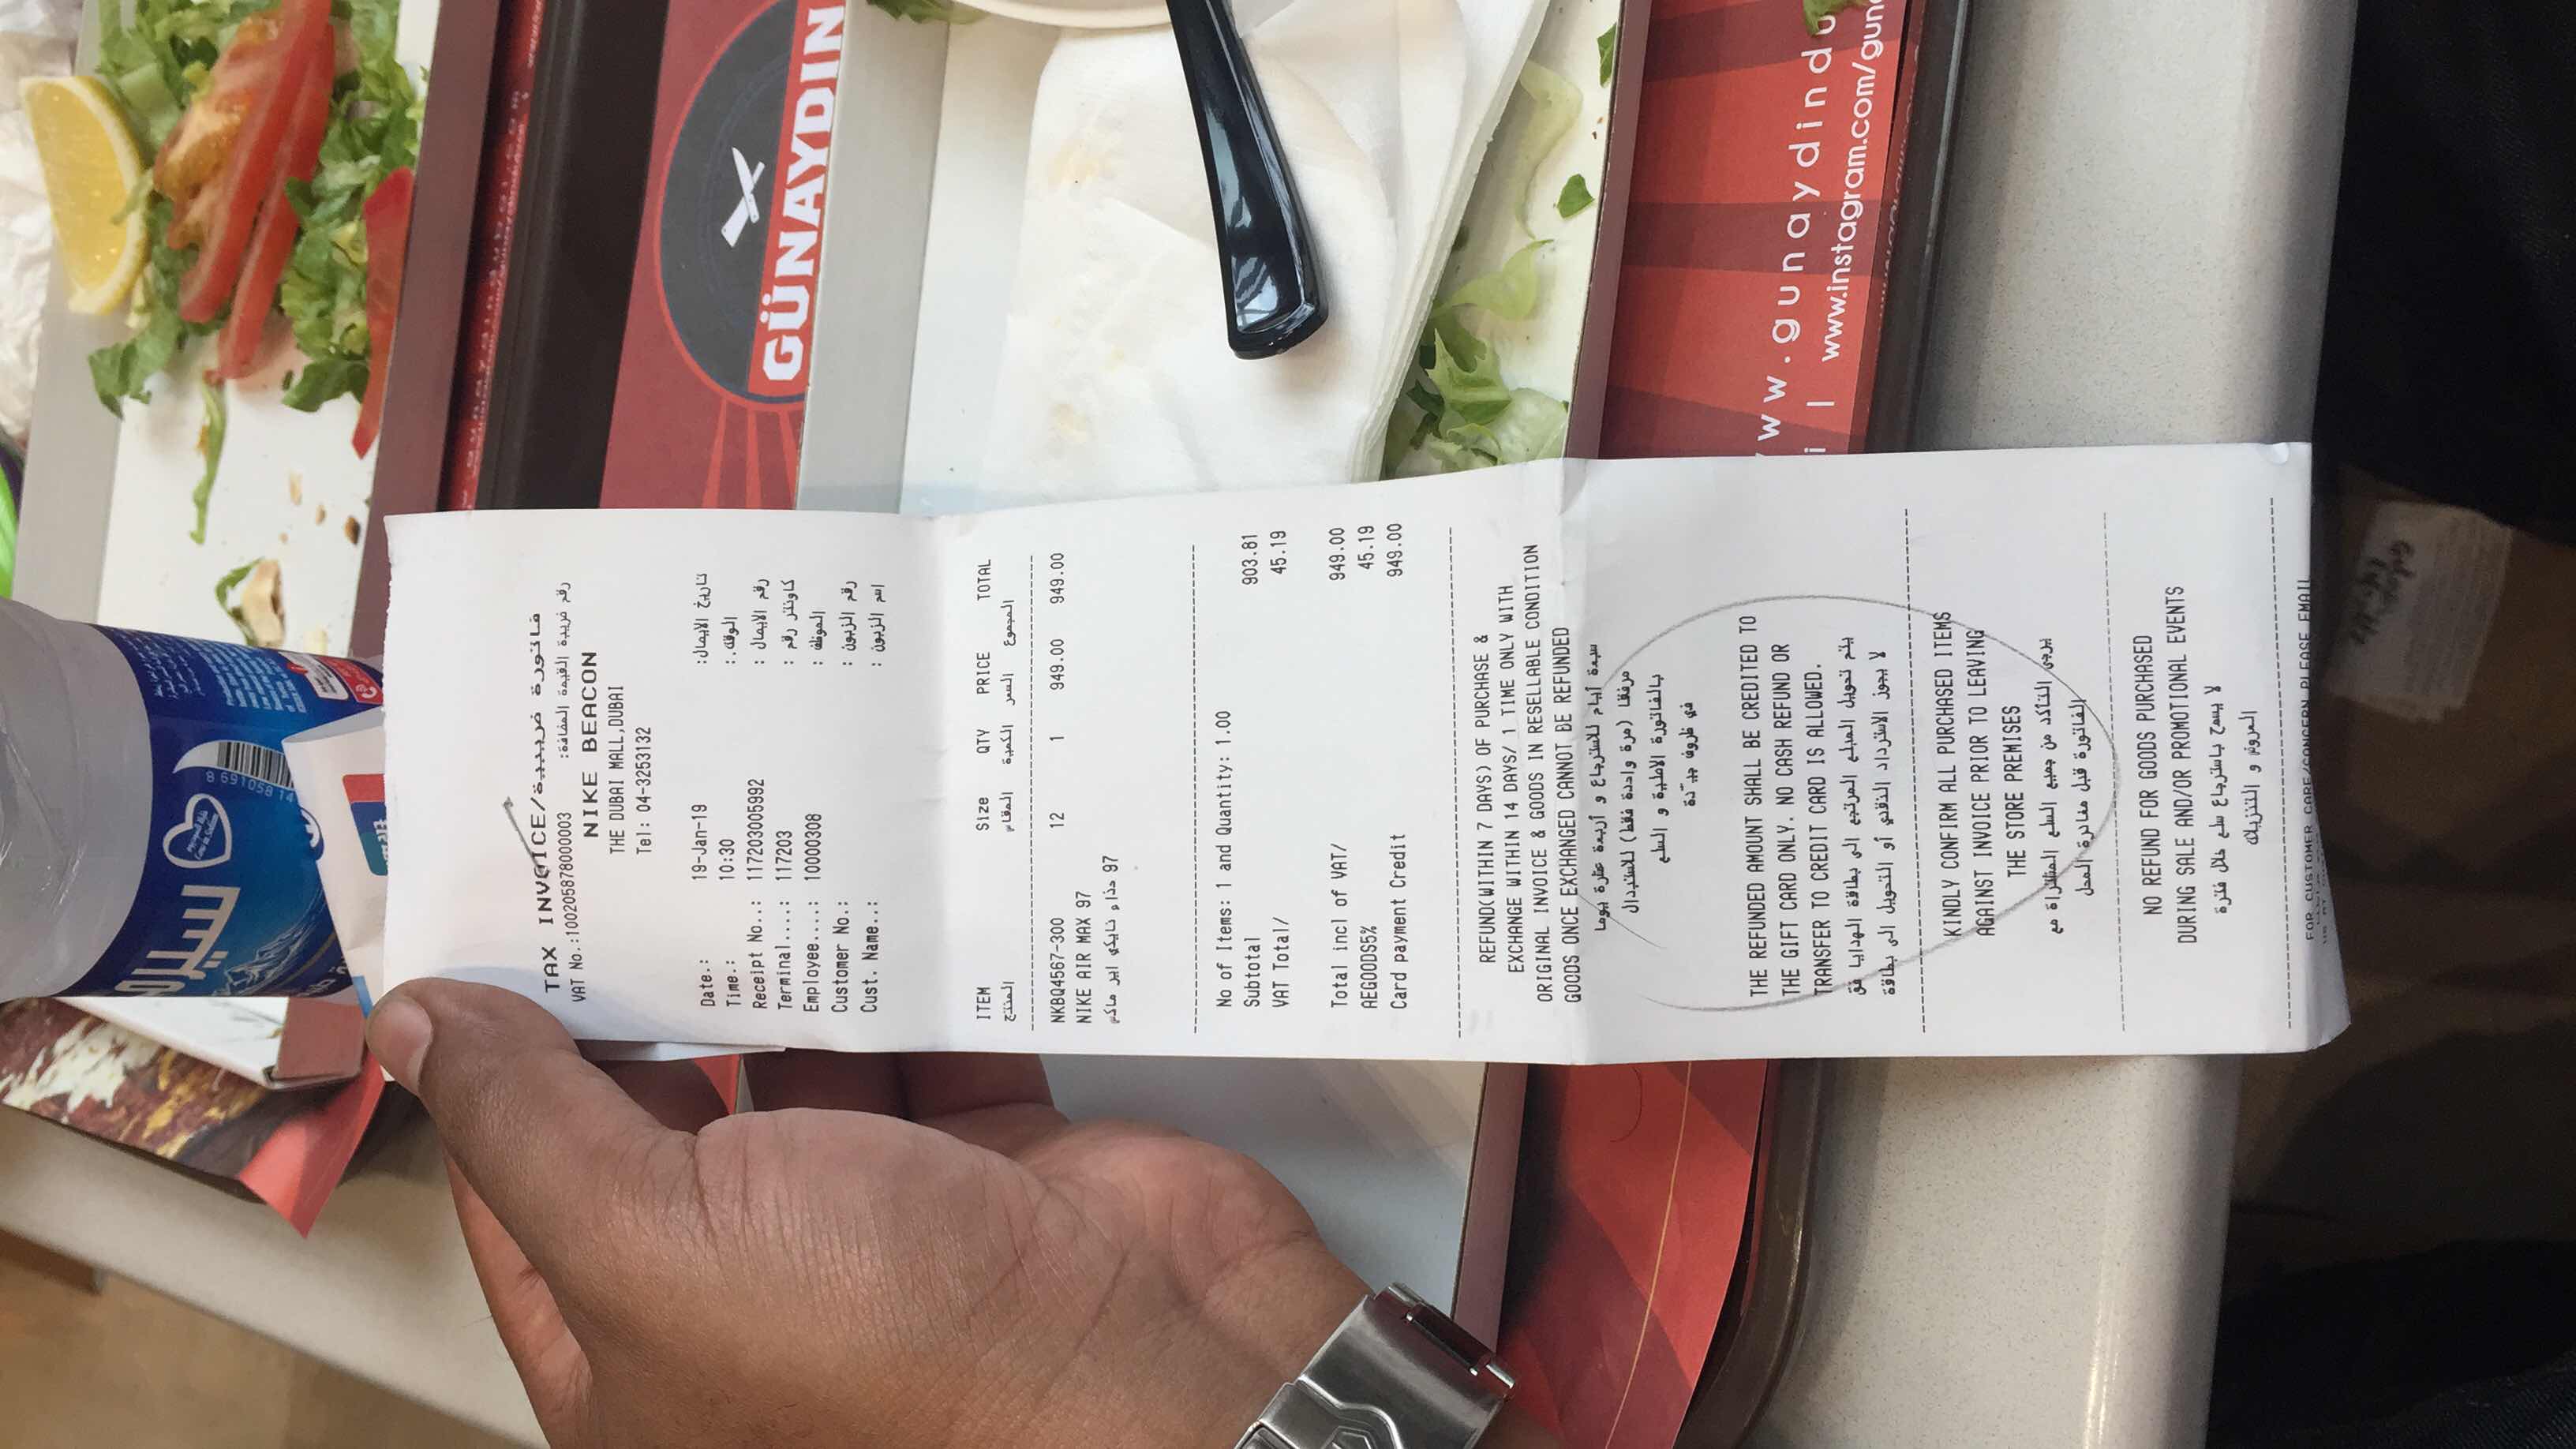 سيرما
8 691058 14
TAX INVOICE/فاتورة ضريبية
VAT No.:100205878000003 رقم ضريبة القيمة المضافة:
NIKE BEACON
THE DUBAI MALL,DUBAI
Tel: 04-3253132
Date.: 19-Jan-19 تاريخ الايصال:
Time.: 10:30 الوقت.:
Receipt No..: 117203005992 رقم الايصال :
Terminal....: 117203 كاونتر رقم :
Employee....: 10000308 الموظف :
Customer No.: رقم الزبون :
Cust. Name..: اسم الزبون :
ITEM Size QTY PRICE TOTAL
المنتج المقاس الكمية السعر المجموع
NKBQ4567-300 12 1 949.00 949.00
NIKE AIR MAX 97
حذاء نايكي اير ماكس 97
No of Items: 1 and Quantity: 1.00
Subtotal 903.81
VAT Total/ 45.19
Total incl of VAT/ 949.00
AEGOODS5% 45.19
Card payment Credit 949.00
REFUND(WITHIN 7 DAYS) OF PURCHASE &
EXCHANGE WITHIN 14 DAYS/ 1 TIME ONLY WITH
ORIGINAL INVOICE & GOODS IN RESELLABLE CONDITION
GOODS ONCE EXCHANGED CANNOT BE REFUNDED
سبعة أيام للاسترجاع و أربعة عشرة يوما
مرفقا (مرة واحدة فقط) للاستبدال
بالفاتورة الاصلية و السلع
في ظروف جيّدة
THE REFUNDED AMOUNT SHALL BE CREDITED TO
THE GIFT CARD ONLY. NO CASH REFUND OR
TRANSFER TO CREDIT CARD IS ALLOWED.
يتم تحويل المبلغ المرتجع الى بطاقة الهدايا فق
لا يجوز الاسترداد النقدي أو التحويل الى بطاقة
KINDLY CONFIRM ALL PURCHASED ITEMS
AGAINST INVOICE PRIOR TO LEAVING
THE STORE PREMISES
يرجى التأكد من جميع السلع المشتراة مع
الفاتورة قبل مغادرة المحل
NO REFUND FOR GOODS PURCHASED
DURING SALE AND/OR PROMOTIONAL EVENTS
لا يسمح باسترجاع سلع خلال فترة
العروض و التنزيلات
FOR CUSTOMER CARE/CONCERN PLEASE EMAIL
GÜNAYDIN
ww.gunaydindu
i | www.instagram.com/gun